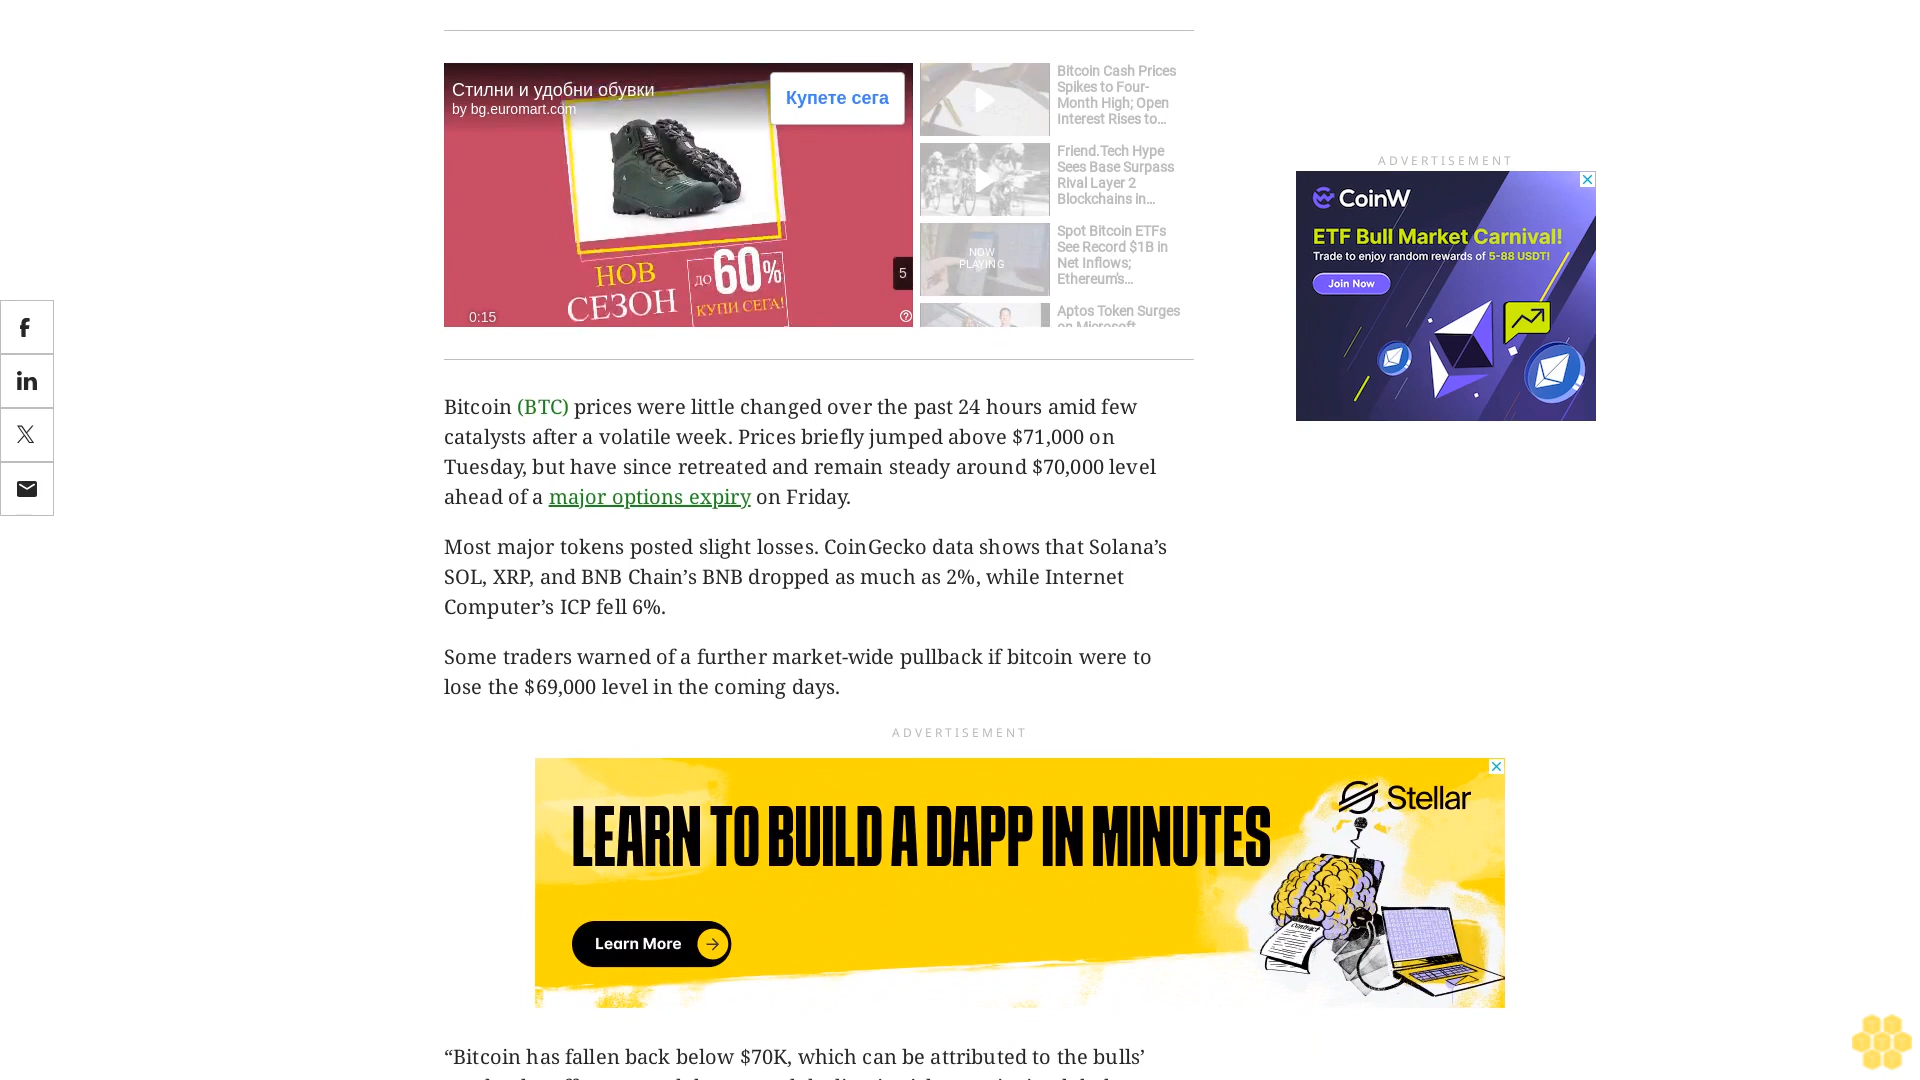 Стилни и удобни обувки
by bg.euromart.com
Купете сега
НОВ
СЕЗОН
ДО 60%
КУПИ СЕГА!
5
0:15
Bitcoin Cash Prices
Spikes to Four-
Month High; Open
Interest Rises to...
Friend.Tech Hype
Sees Base Surpass
Rival Layer 2
Blockchains in...
NOW
PLAYING
Spot Bitcoin ETFs
See Record $1B in
Net Inflows;
Ethereum's...
Aptos Token Surges
on Microsoft
ADVERTISEMENT
CoinW
ETF Bull Market Carnival!
Trade to enjoy random rewards of 5-88 USDT!
Join Now
Bitcoin (BTC) prices were little changed over the past 24 hours amid few
catalysts after a volatile week. Prices briefly jumped above $71,000 on
Tuesday, but have since retreated and remain steady around $70,000 level
ahead of a major options expiry on Friday.
Most major tokens posted slight losses. CoinGecko data shows that Solana’s
SOL, XRP, and BNB Chain’s BNB dropped as much as 2%, while Internet
Computer’s ICP fell 6%.
Some traders warned of a further market-wide pullback if bitcoin were to
lose the $69,000 level in the coming days.
ADVERTISEMENT
Stellar
LEARN TO BUILD A DAPP IN MINUTES
contract
Learn More
“Bitcoin has fallen back below $70K, which can be attributed to the bulls’